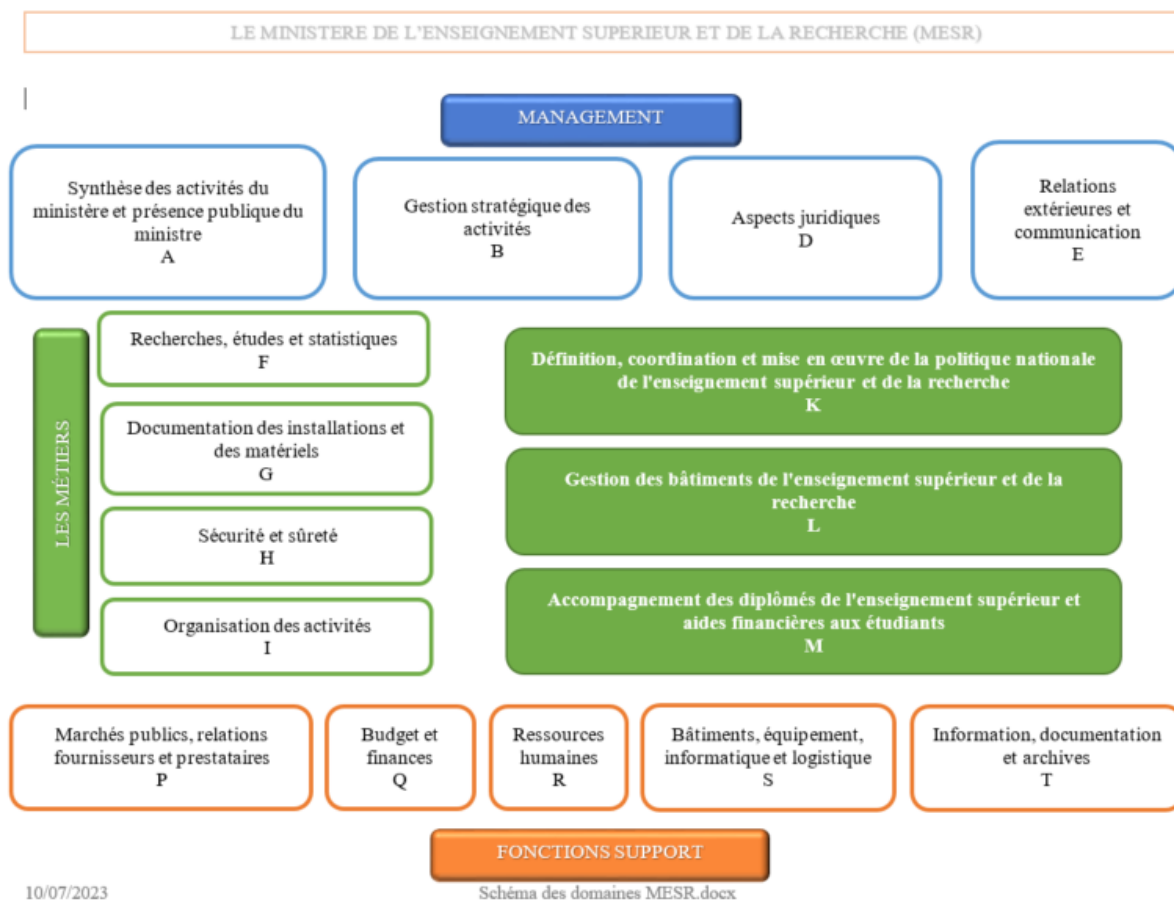 LE MINISTERE DE L'ENSEIGNEMENT SUPERIEUR ET DE LA RECHERCHE (MESR)
MANAGEMENT
Synthèse des activités du
ministère et présence publique du
ministre
A
Gestion stratégique des
activités
B
Aspects juridiques
D
Relations
extérieures et
communication
E
LES MÉTIERS
Recherches, études et statistiques
F
Documentation des installations et
des matériels
G
Sécurité et sûreté
H
Organisation des activités
I
Définition, coordination et mise en œuvre de la politique nationale
de l'enseignement supérieur et de la recherche
K
Gestion des bâtiments de l'enseignement supérieur et de la
recherche
L
Accompagnement des diplômés de l'enseignement supérieur et
aides financières aux étudiants
M
Marchés publics, relations
fournisseurs et prestataires
P
Budget et
finances
Q
Ressources
humaines
R
Bâtiments, équipement,
informatique et logistique
S
Information, documentation
et archives
T
FONCTIONS SUPPORT
10/07/2023
Schéma des domaines MESR.docx